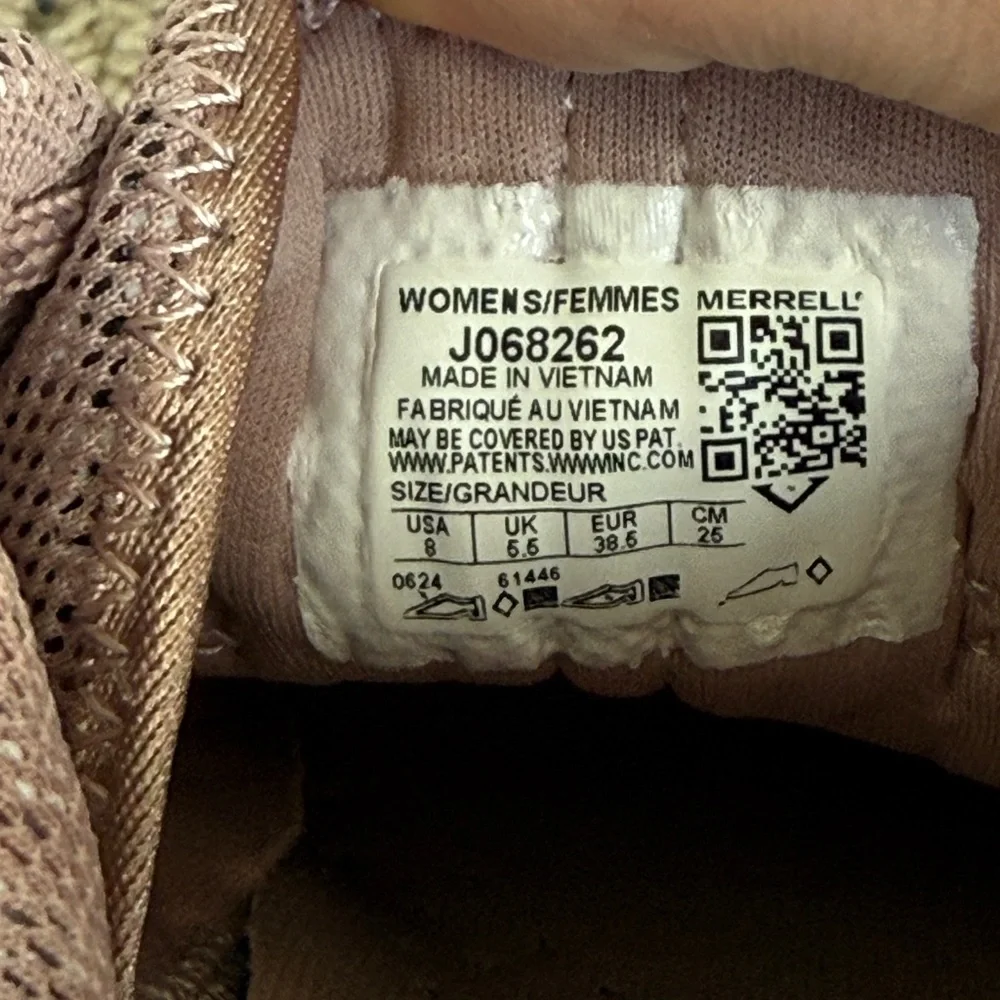 WOMENS/FEMMES
MERRELL
J068262
MADE IN VIETNAM
FABRIQUÉ AU VIETNAM
MAY BE COVERED BY US PAT.
WWW.PATENTS.WWWINC.COM
SIZE/GRANDEUR
USA UK EUR CM
8 5.5 38.5 25
0624 61446